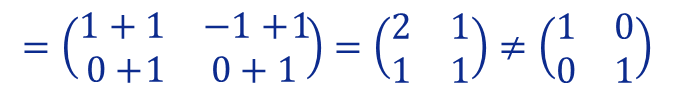 = (1 + 1 −1 + 1
0 + 1 0 + 1) = (2 1
1 1) ≠ (1 0
0 1)